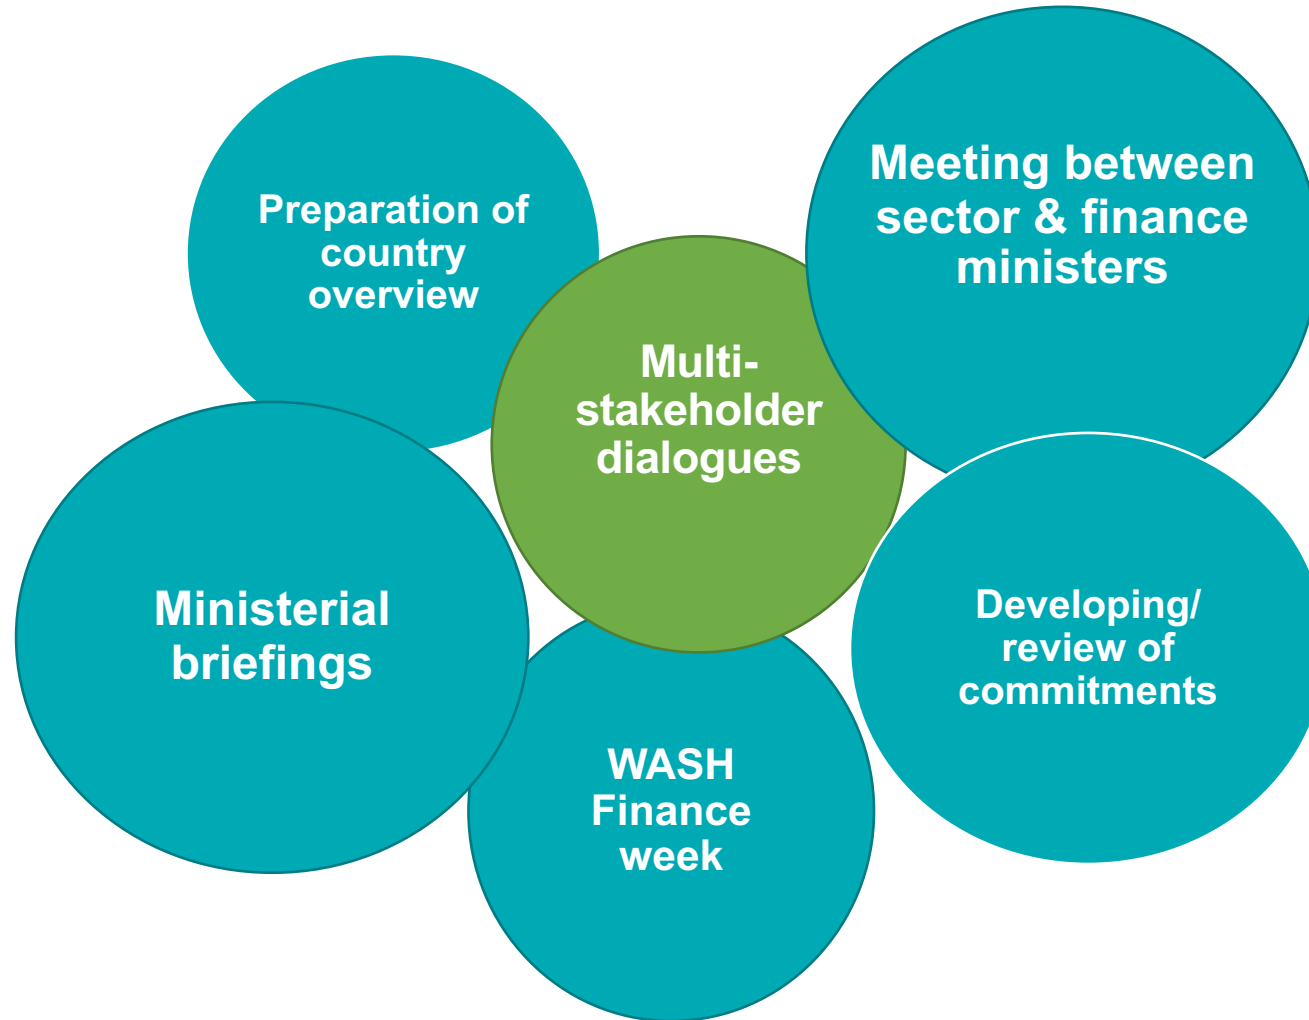 Preparation of
country
overview
Meeting between
sector & finance
ministers
Multi-
stakeholder
dialogues
Ministerial
briefings
Developing/
review of
commitments
WASH
Finance
week